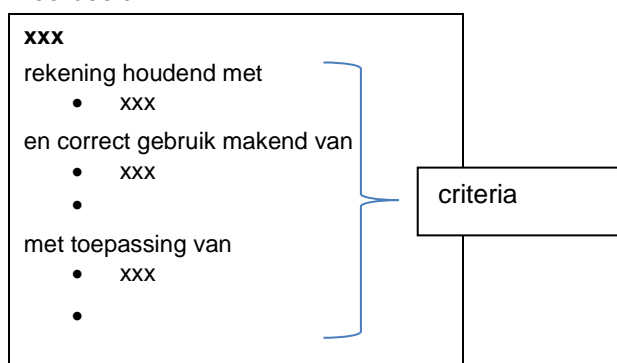 xxx
rekening houdend met
• xxx
en correct gebruik makend van
• xxx
•
criteria
met toepassing van
• xxx
•